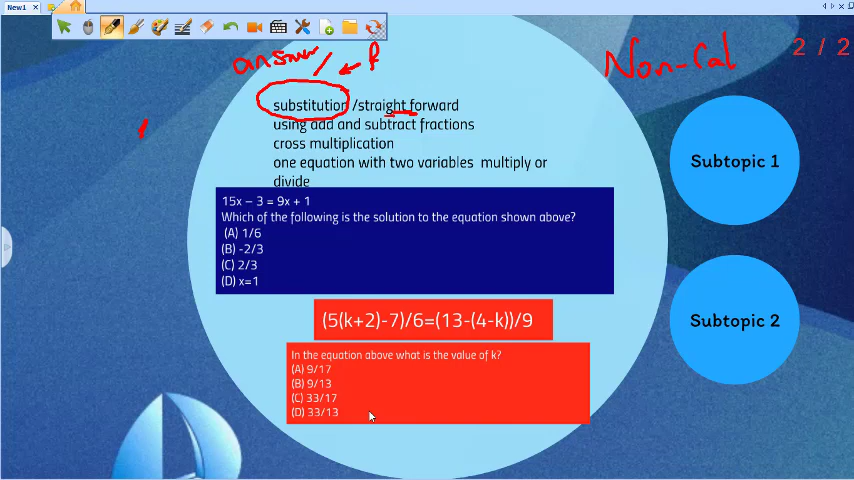 New1
answer
/
k
Non-Cal
2 / 2
substitution /straight forward
using add and subtract fractions
cross multiplication
one equation with two variables multiply or
divide
Subtopic 1
15x – 3 = 9x + 1
Which of the following is the solution to the equation shown above?
(A) 1/6
(B) -2/3
(C) 2/3
(D) x=1
(5(k+2)-7)/6=(13-(4-k))/9
Subtopic 2
In the equation above what is the value of k?
(A) 9/17
(B) 9/13
(C) 33/17
(D) 33/13